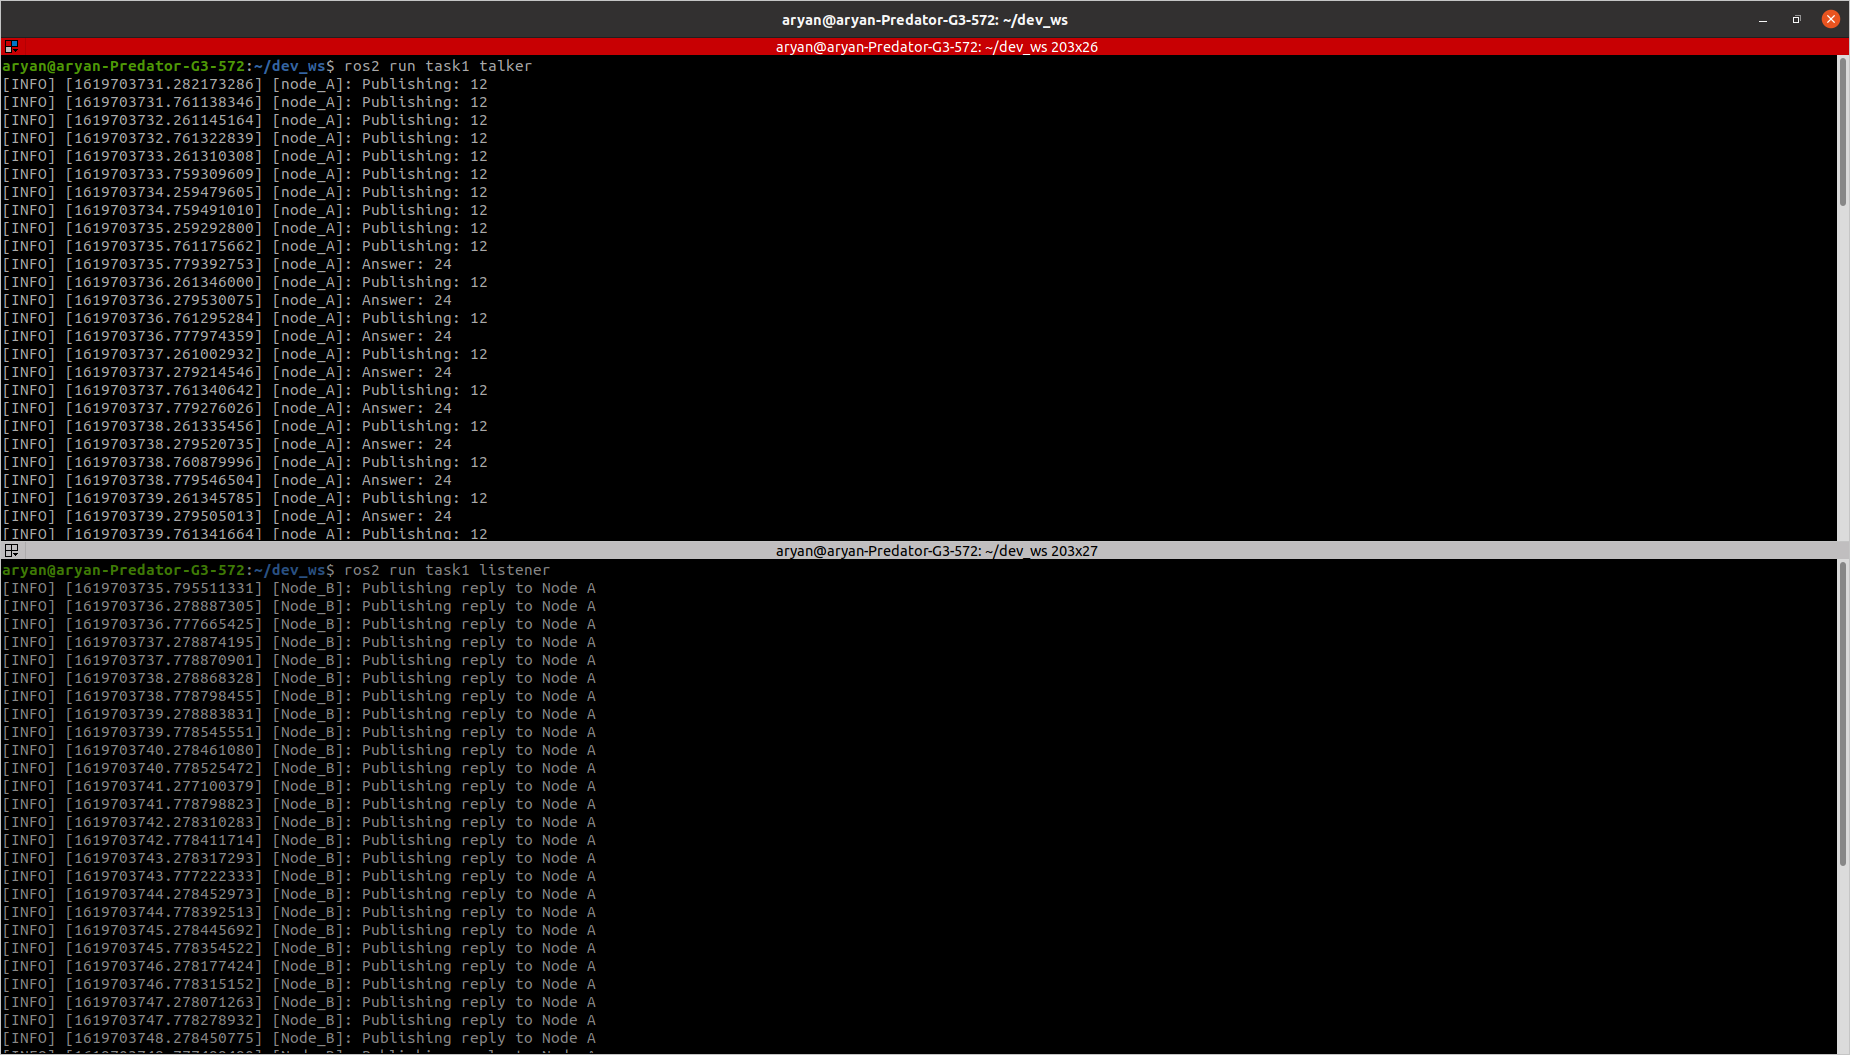 aryan@aryan-Predator-G3-572: ~/dev_ws
aryan@aryan-Predator-G3-572: ~/dev_ws 203x26
aryan@aryan-Predator-G3-572:~/dev_ws$ ros2 run task1 talker
[INFO] [1619703731.282173286] [node_A]: Publishing: 12
[INFO] [1619703731.761138346] [node_A]: Publishing: 12
[INFO] [1619703732.261145164] [node_A]: Publishing: 12
[INFO] [1619703732.761322839] [node_A]: Publishing: 12
[INFO] [1619703733.261310308] [node_A]: Publishing: 12
[INFO] [1619703733.759309609] [node_A]: Publishing: 12
[INFO] [1619703734.259479605] [node_A]: Publishing: 12
[INFO] [1619703734.759491010] [node_A]: Publishing: 12
[INFO] [1619703735.259292800] [node_A]: Publishing: 12
[INFO] [1619703735.761175662] [node_A]: Publishing: 12
[INFO] [1619703735.779392753] [node_A]: Answer: 24
[INFO] [1619703736.261346000] [node_A]: Publishing: 12
[INFO] [1619703736.279530075] [node_A]: Answer: 24
[INFO] [1619703736.761295284] [node_A]: Publishing: 12
[INFO] [1619703736.777974359] [node_A]: Answer: 24
[INFO] [1619703737.261002932] [node_A]: Publishing: 12
[INFO] [1619703737.279214546] [node_A]: Answer: 24
[INFO] [1619703737.761340642] [node_A]: Publishing: 12
[INFO] [1619703737.779276026] [node_A]: Answer: 24
[INFO] [1619703738.261335456] [node_A]: Publishing: 12
[INFO] [1619703738.279520735] [node_A]: Answer: 24
[INFO] [1619703738.760879996] [node_A]: Publishing: 12
[INFO] [1619703738.779546504] [node_A]: Answer: 24
[INFO] [1619703739.261345785] [node_A]: Publishing: 12
[INFO] [1619703739.279505013] [node_A]: Answer: 24
[INFO] [1619703739.761341664] [node_A]: Publishing: 12
aryan@aryan-Predator-G3-572: ~/dev_ws 203x27
aryan@aryan-Predator-G3-572:~/dev_ws$ ros2 run task1 listener
[INFO] [1619703735.795511331] [Node_B]: Publishing reply to Node A
[INFO] [1619703736.278887305] [Node_B]: Publishing reply to Node A
[INFO] [1619703736.777665425] [Node_B]: Publishing reply to Node A
[INFO] [1619703737.278874195] [Node_B]: Publishing reply to Node A
[INFO] [1619703737.778870901] [Node_B]: Publishing reply to Node A
[INFO] [1619703738.278868328] [Node_B]: Publishing reply to Node A
[INFO] [1619703738.778798455] [Node_B]: Publishing reply to Node A
[INFO] [1619703739.278883831] [Node_B]: Publishing reply to Node A
[INFO] [1619703739.778545551] [Node_B]: Publishing reply to Node A
[INFO] [1619703740.278461080] [Node_B]: Publishing reply to Node A
[INFO] [1619703740.778525472] [Node_B]: Publishing reply to Node A
[INFO] [1619703741.277100379] [Node_B]: Publishing reply to Node A
[INFO] [1619703741.778798823] [Node_B]: Publishing reply to Node A
[INFO] [1619703742.278310283] [Node_B]: Publishing reply to Node A
[INFO] [1619703742.778411714] [Node_B]: Publishing reply to Node A
[INFO] [1619703743.278317293] [Node_B]: Publishing reply to Node A
[INFO] [1619703743.777222333] [Node_B]: Publishing reply to Node A
[INFO] [1619703744.278452973] [Node_B]: Publishing reply to Node A
[INFO] [1619703744.778392513] [Node_B]: Publishing reply to Node A
[INFO] [1619703745.278445692] [Node_B]: Publishing reply to Node A
[INFO] [1619703745.778354522] [Node_B]: Publishing reply to Node A
[INFO] [1619703746.278177424] [Node_B]: Publishing reply to Node A
[INFO] [1619703746.778315152] [Node_B]: Publishing reply to Node A
[INFO] [1619703747.278071263] [Node_B]: Publishing reply to Node A
[INFO] [1619703747.778278932] [Node_B]: Publishing reply to Node A
[INFO] [1619703748.278450775] [Node_B]: Publishing reply to Node A